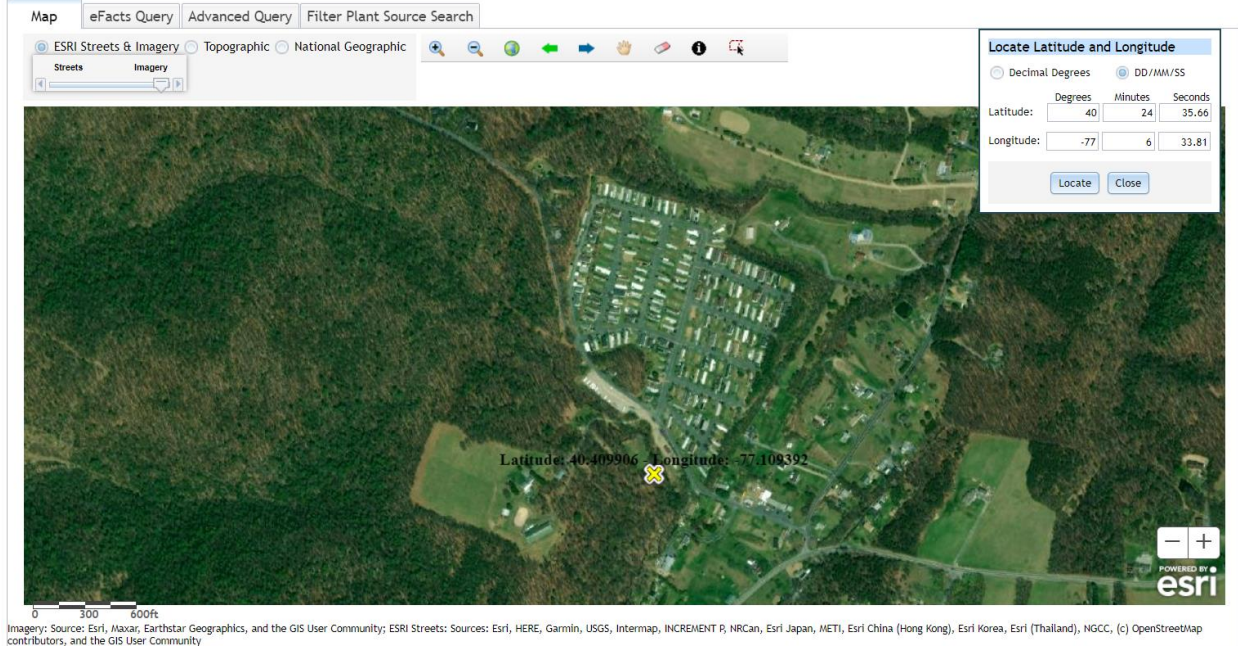 Map eFacts Query Advanced Query Filter Plant Source Search
ESRI Streets & Imagery Topographic National Geographic
Streets Imagery
Locate Latitude and Longitude
Decimal Degrees DD/MM/SS
Degrees Minutes Seconds
Latitude: 40 24 35.66
Longitude: -77 6 33.81
Locate Close
Latitude: 40.409906 - Longitude: -77.109392
POWERED BY
esri
0 300 600ft
Imagery: Source: Esri, Maxar, Earthstar Geographics, and the GIS User Community; ESRI Streets: Sources: Esri, HERE, Garmin, USGS, Intermap, INCREMENT P, NRCan, Esri Japan, METI, Esri China (Hong Kong), Esri Korea, Esri (Thailand), NGCC, (c) OpenStreetMap
contributors, and the GIS User Community